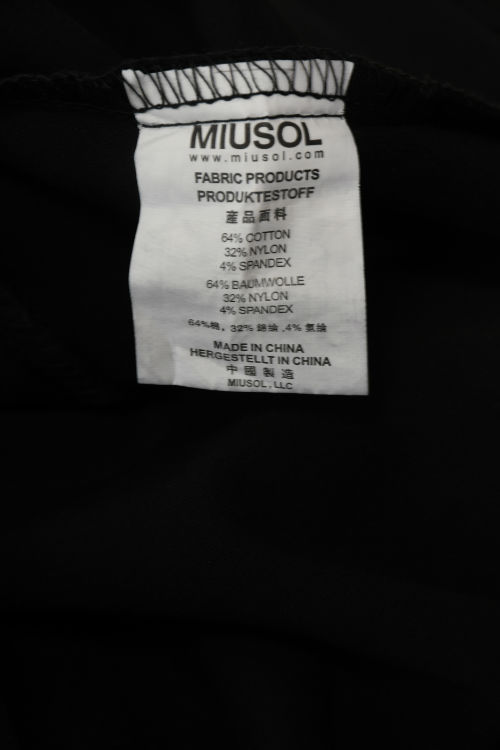 MIUSOL
www.miusol.com
FABRIC PRODUCTS
PRODUKTESTOFF
産品面料
64% COTTON
32% NYLON
4% SPANDEX
64% BAUMWOLLE
32% NYLON
4% SPANDEX
64%棉, 32% 錦綸 .4% 氨綸
MADE IN CHINA
HERGESTELLT IN CHINA
中國製造
MIUSOL, LLC